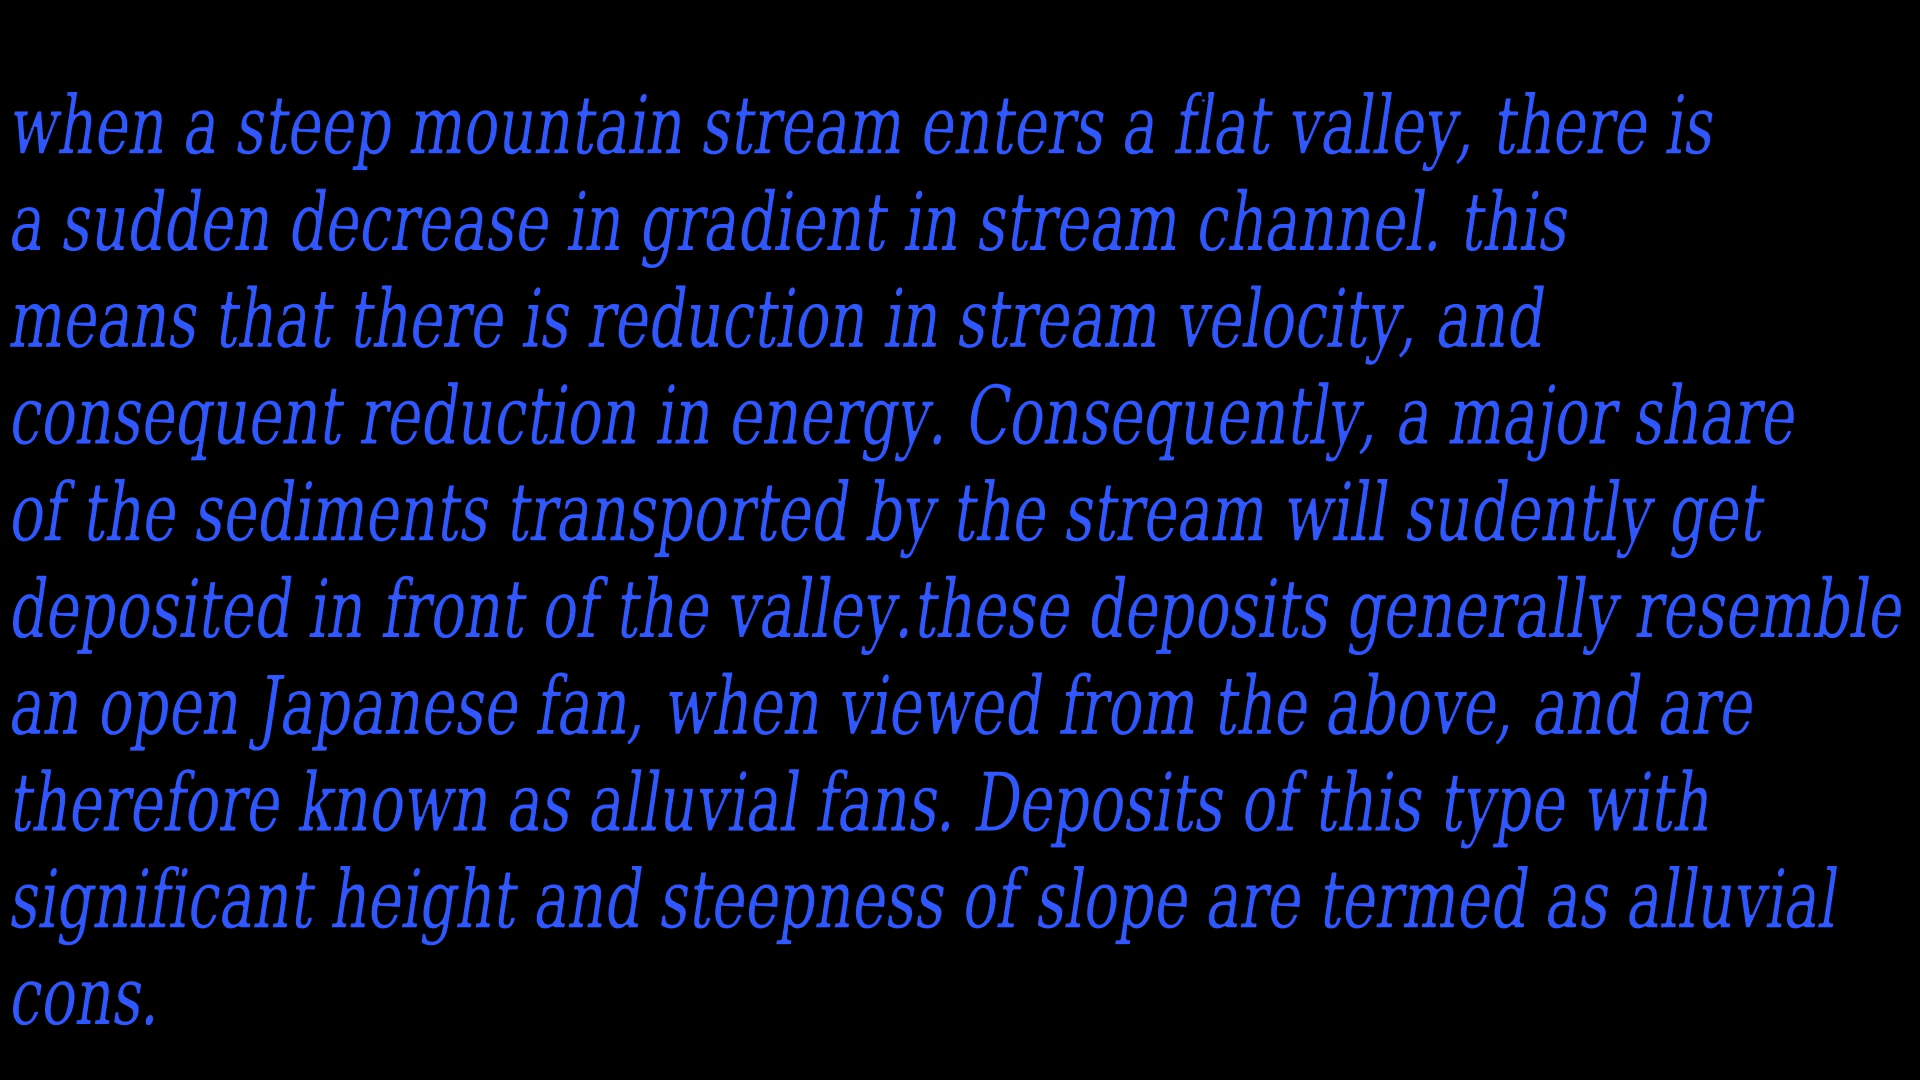 when a steep mountain stream enters a flat valley, there is
a sudden decrease in gradient in stream channel. this
means that there is reduction in stream velocity, and
consequent reduction in energy. Consequently, a major share
of the sediments transported by the stream will sudently get
deposited in front of the valley.these deposits generally resemble
an open Japanese fan, when viewed from the above, and are
therefore known as alluvial fans. Deposits of this type with
significant height and steepness of slope are termed as alluvial
cons.